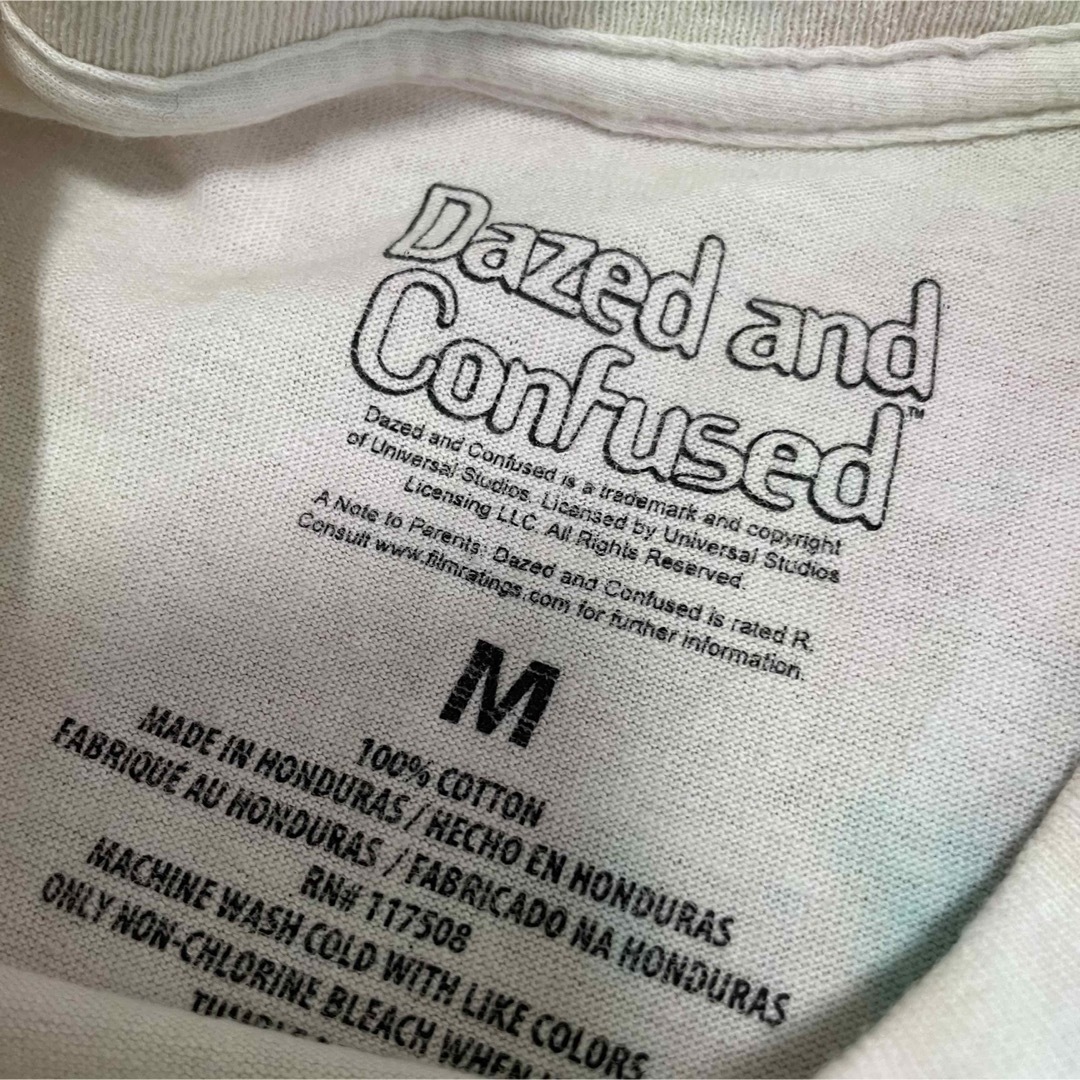 Dazed and
Confused™
Dazed and Confused is a trademark and copyright
of Universal Studios. Licensed by Universal Studios
Licensing LLC. All Rights Reserved.
A Note to Parents: Dazed and Confused is rated R.
Consult www.filmratings.com for further information.
M
100% COTTON
MADE IN HONDURAS / HECHO EN HONDURAS
FABRIQUÉ AU HONDURAS / FABRICADO NA HONDURAS
RN# 117508
MACHINE WASH COLD WITH LIKE COLORS
ONLY NON-CHLORINE BLEACH WHEN